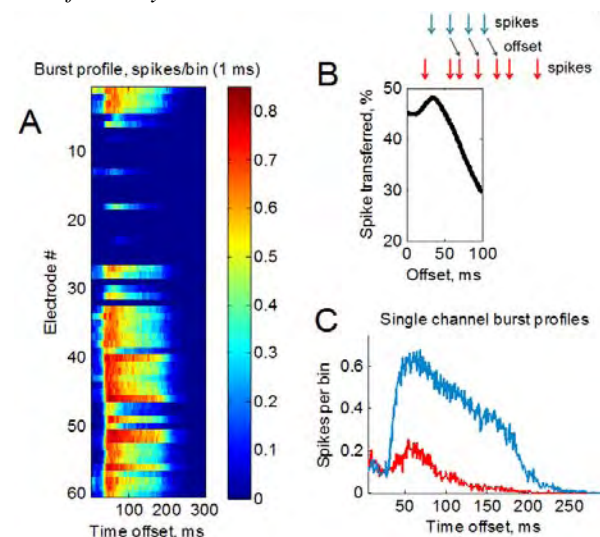 spikes
offset
spikes
Burst profile, spikes/bin (1 ms)
A
Electrode #
10
20
30
40
50
60
100 200 300
Time offset, ms
0.8
0.7
0.6
0.5
0.4
0.3
0.2
0.1
0
B
Spike transferred, %
50
40
30
0 50 100
Offset, ms
C
Single channel burst profiles
Spikes per bin
0.6
0.4
0.2
0
50 100 150 200 250
Time offset, ms